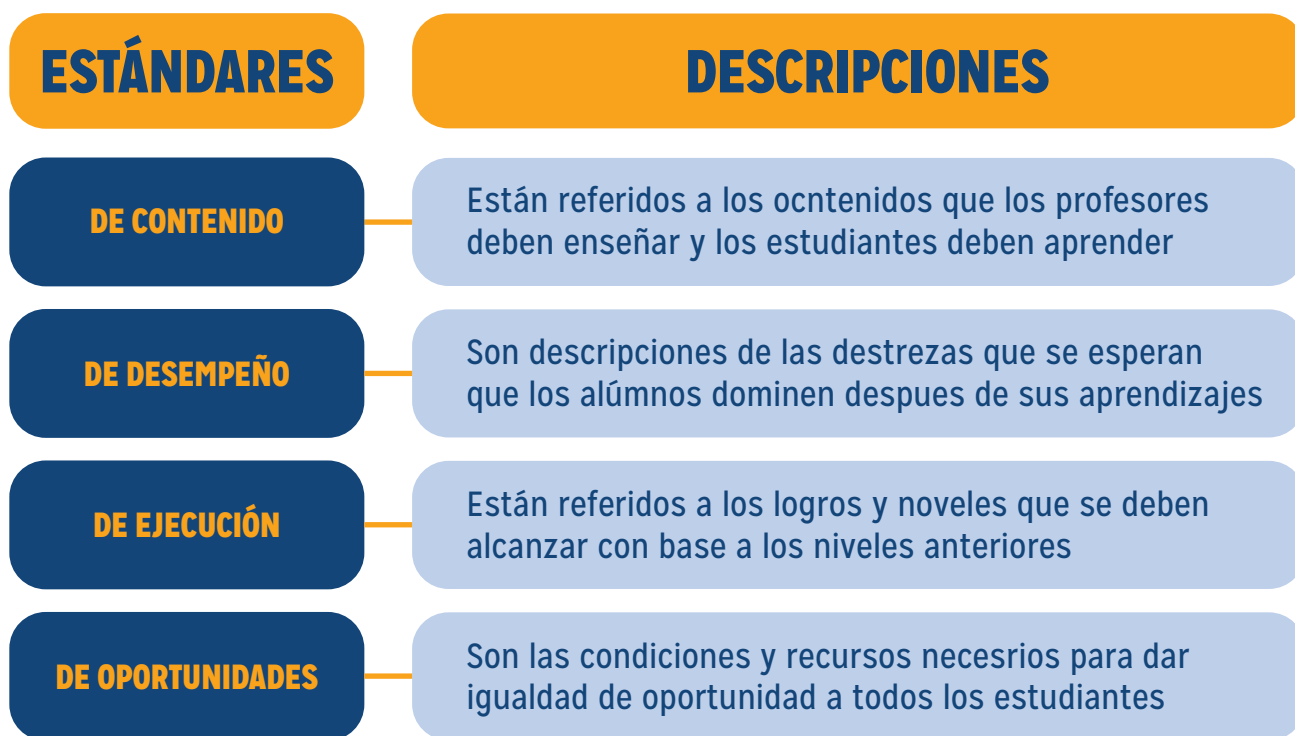 ESTÁNDARES
DESCRIPCIONES
DE CONTENIDO
Están referidos a los ocntenidos que los profesores
deben enseñar y los estudiantes deben aprender
DE DESEMPEÑO
Son descripciones de las destrezas que se esperan
que los alúmnos dominen despues de sus aprendizajes
DE EJECUCIÓN
Están referidos a los logros y noveles que se deben
alcanzar con base a los niveles anteriores
DE OPORTUNIDADES
Son las condiciones y recursos necesrios para dar
igualdad de oportunidad a todos los estudiantes